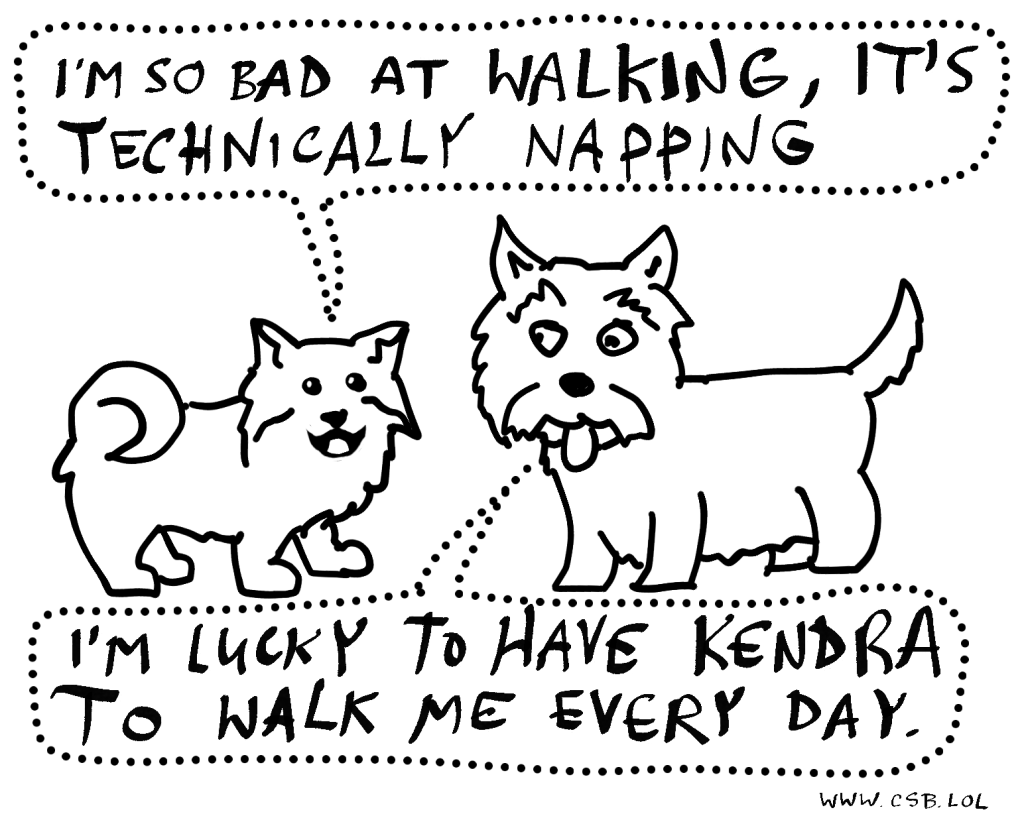 I'M SO BAD AT WALKING, IT'S
TECHNICALLY NAPPING
I'M LUCKY TO HAVE KENDRA
TO WALK ME EVERY DAY.
WWW.CSB.LOL